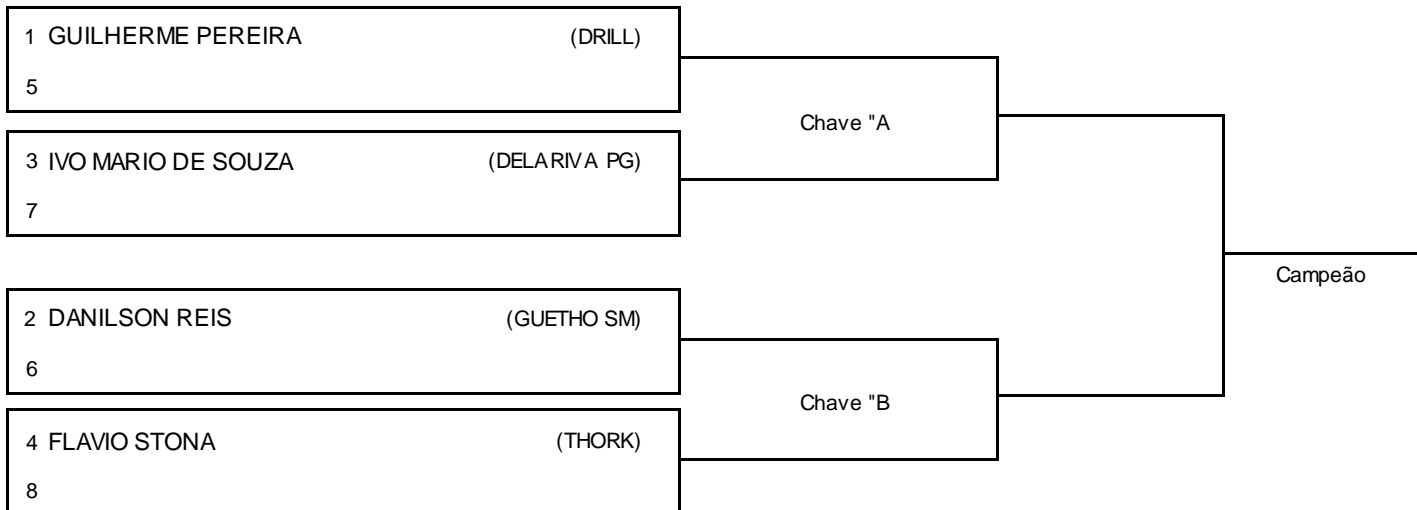 1 GUILHERME PEREIRA (DRILL)
5
Chave "A
3 IVO MARIO DE SOUZA (DELARIVA PG)
7
Campeão
2 DANILSON REIS (GUETHO SM)
6
Chave "B
4 FLAVIO STONA (THORK)
8